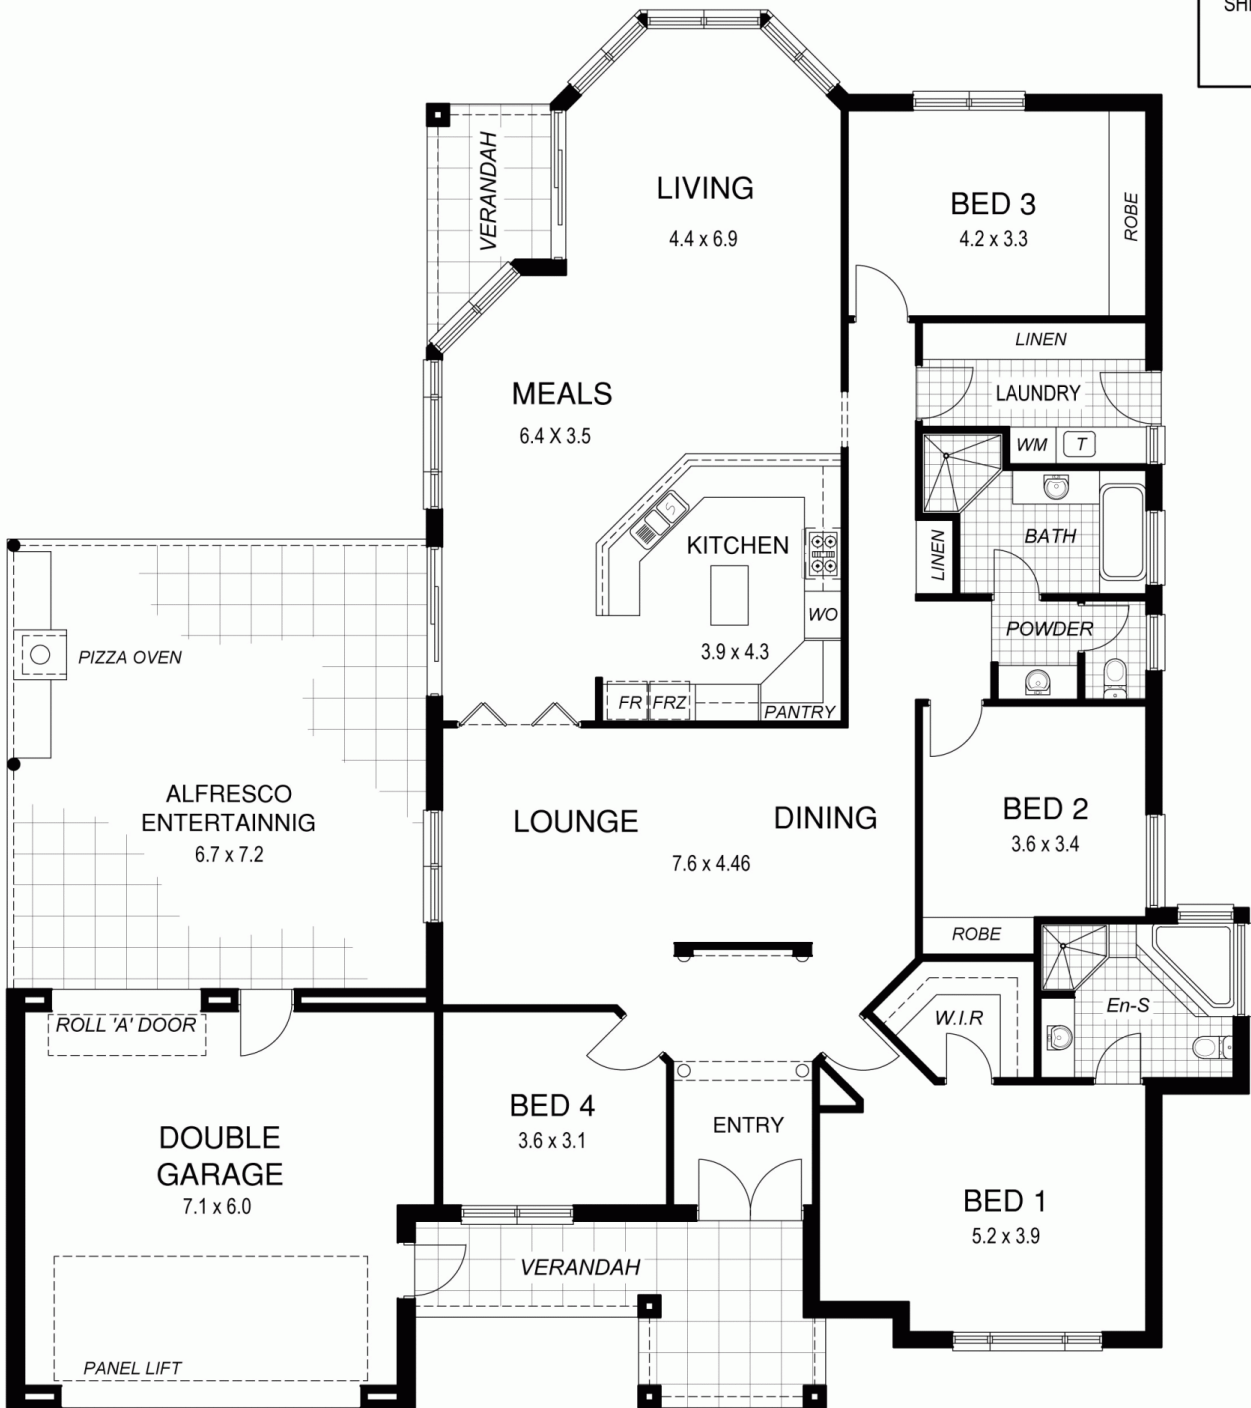 SH
VERANDAH
LIVING
4.4 x 6.9
BED 3
4.2 x 3.3
ROBE
LINEN
LAUNDRY
WM
T
MEALS
6.4 X 3.5
S
KITCHEN
WO
3.9 x 4.3
FR
FRZ
PANTRY
BATH
LINEN
POWDER
PIZZA OVEN
ALFRESCO
ENTERTAINNIG
6.7 x 7.2
LOUNGE
DINING
7.6 x 4.46
BED 2
3.6 x 3.4
ROBE
W.I.R
En-S
ROLL 'A' DOOR
DOUBLE
GARAGE
7.1 x 6.0
BED 4
3.6 x 3.1
ENTRY
BED 1
5.2 x 3.9
VERANDAH
PANEL LIFT